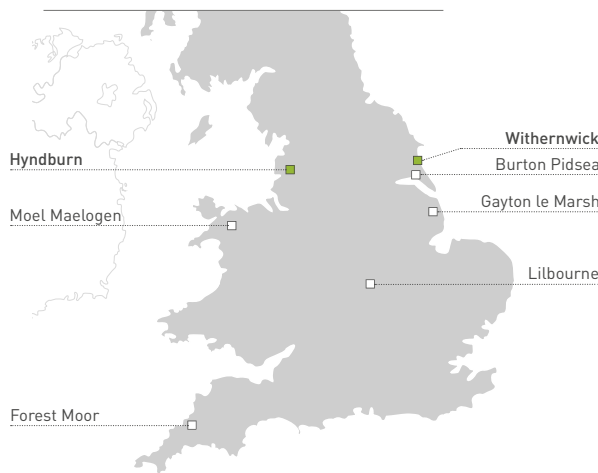 Withernwick
Hyndburn
Burton Pidsea
Gayton le Marsh
Moel Maelogen
Lilbourne
Forest Moor